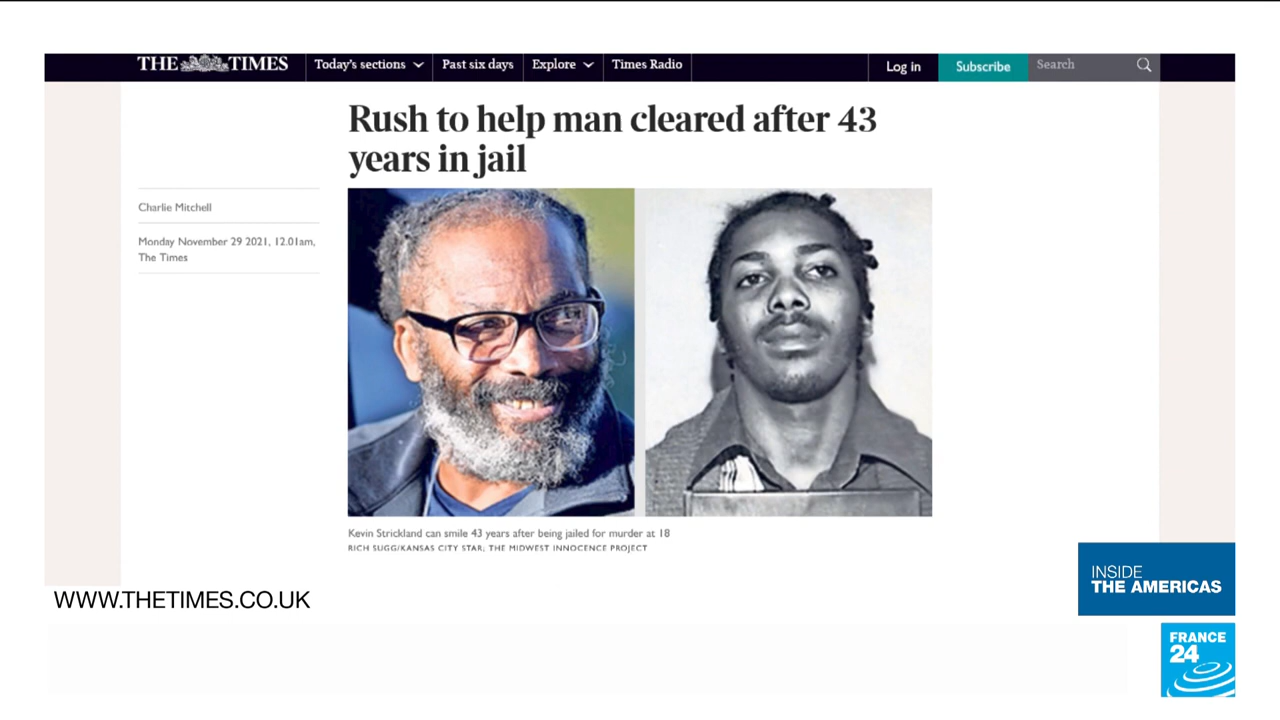 THE TIMES
Today's sections
Past six days
Explore
Times Radio
Log in
Subscribe
Search
Rush to help man cleared after 43
years in jail
Charlie Mitchell
Monday November 29 2021, 12.01am,
The Times
Kevin Strickland can smile 43 years after being jailed for murder at 18
RICH SUGG/KANSAS CITY STAR; THE MIDWEST INNOCENCE PROJECT
WWW.THETIMES.CO.UK
INSIDE
THE AMERICAS
FRANCE
24